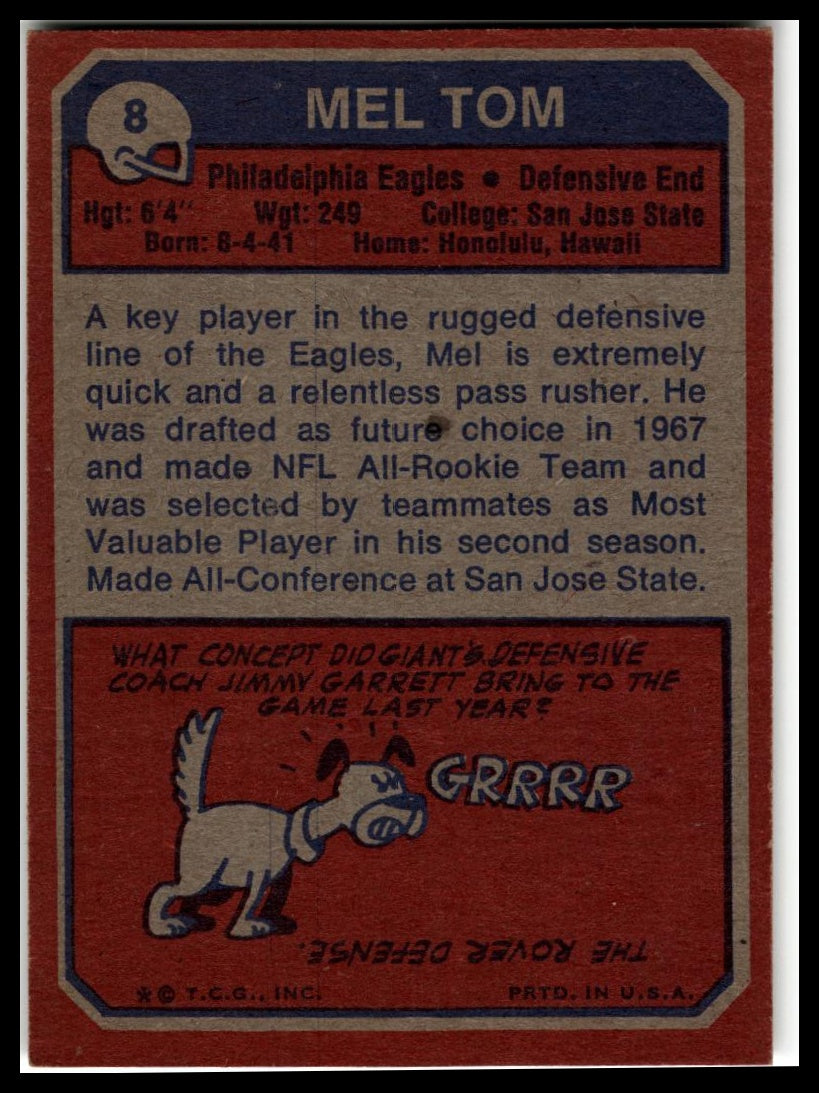 8
MEL TOM
Philadelphia Eagles • Defensive End
Hgt: 6'4" Wgt: 249 College: San Jose State
Born: 8-4-41 Home: Honolulu, Hawaii
A key player in the rugged defensive
line of the Eagles, Mel is extremely
quick and a relentless pass rusher. He
was drafted as future choice in 1967
and made NFL All-Rookie Team and
was selected by teammates as Most
Valuable Player in his second season.
Made All-Conference at San Jose State.
WHAT CONCEPT DID GIANT'S DEFENSIVE
COACH JIMMY GARRETT BRING TO THE
GAME LAST YEAR?
GRRRR
THE ROVER DEFENSE.
* © T.C.G., INC. PRTD. IN U.S.A.